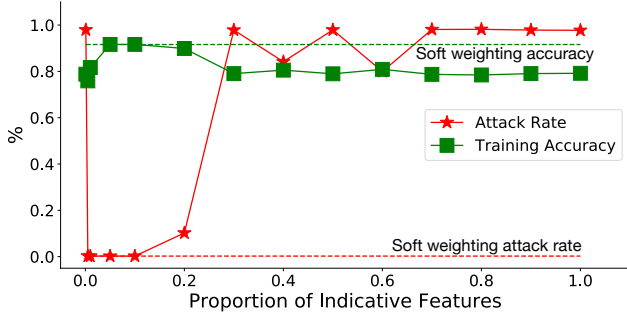 1.0
0.8
0.6
0.4
0.2
0.0
%
Soft weighting accuracy
Attack Rate
Training Accuracy
Soft weighting attack rate
0.0 0.2 0.4 0.6 0.8 1.0
Proportion of Indicative Features